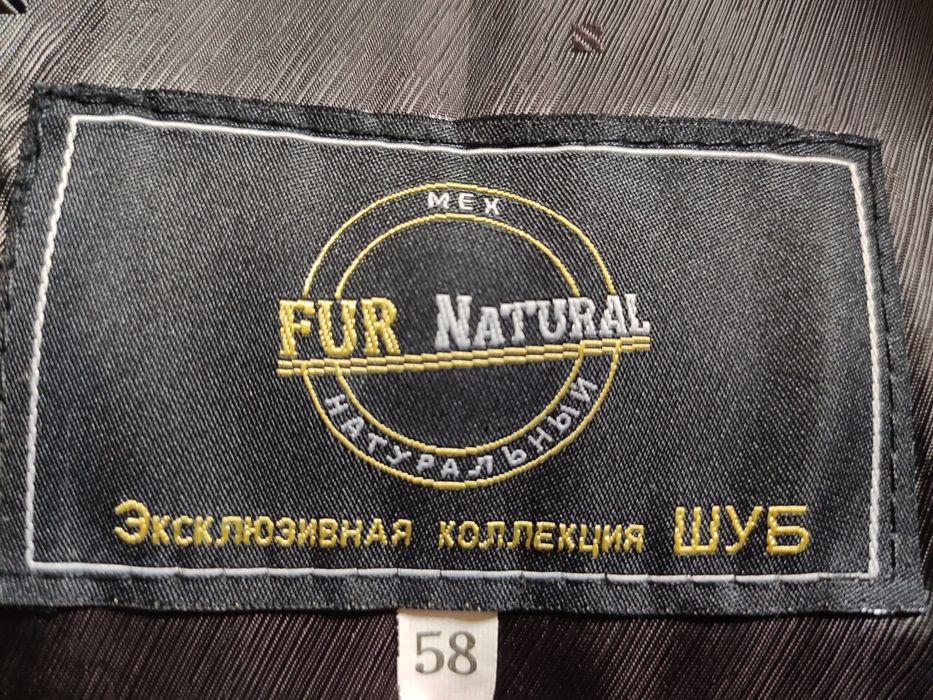 МЕХ
FUR NATURAL
НАТУРАЛЬНЫЙ
ЭКСКЛЮЗИВНАЯ КОЛЛЕКЦИЯ ШУБ
58